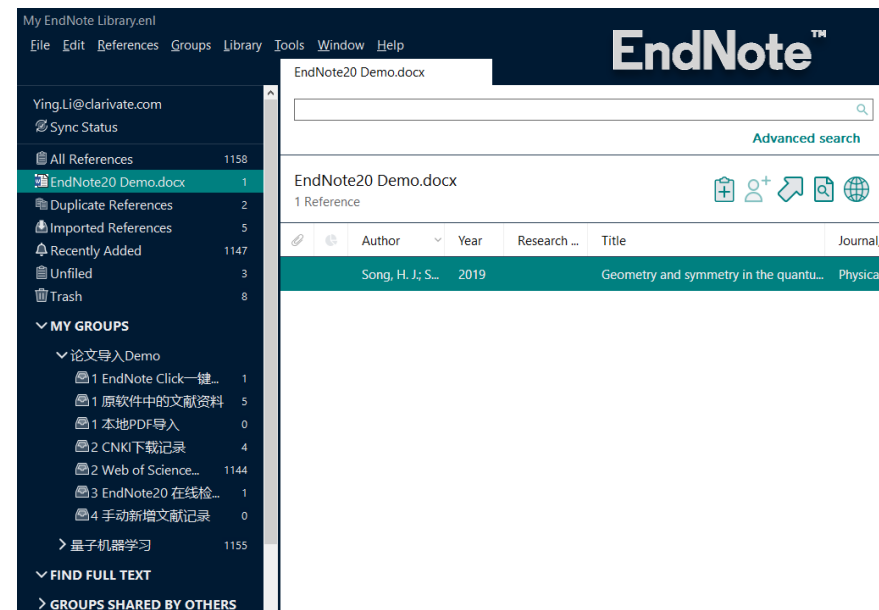 My EndNote Library.enl
File Edit References Groups Library Tools Window Help
EndNote™
EndNote20 Demo.docx
Ying.Li@clarivate.com
Sync Status
Advanced search
All References 1158
EndNote20 Demo.docx 1
Duplicate References 2
Imported References 5
Recently Added 1147
Unfiled 3
Trash 8
MY GROUPS
论文导入Demo
1 EndNote Click一键... 1
1 原软件中的文献资料 5
1 本地PDF导入 0
2 CNKI下载记录 4
2 Web of Science... 1144
3 EndNote20 在线检... 1
4 手动新增文献记录 0
量子机器学习 1155
FIND FULL TEXT
GROUPS SHARED BY OTHERS
EndNote20 Demo.docx
1 Reference
Author Year Research ... Title Journal
Song, H. J.; S... 2019 Geometry and symmetry in the quantu... Physica